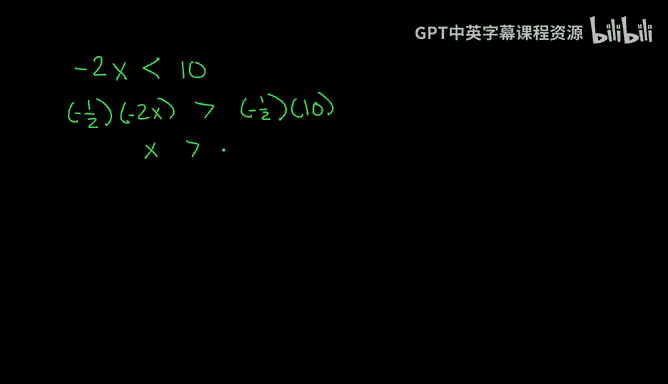 GPT中英字幕课程资源 bilibili
-2x < 10
(-1/2)(-2x) > (-1/2)(10)
x > .